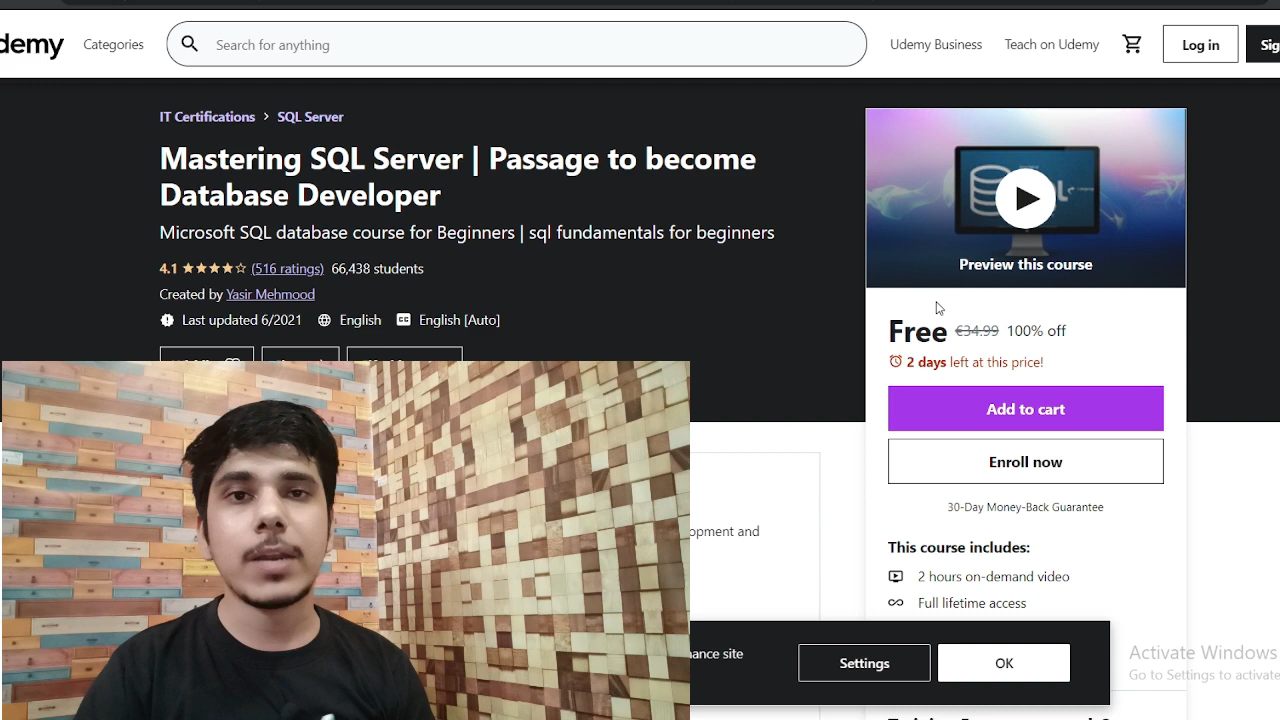 demy
Categories
Search for anything
Udemy Business
Teach on Udemy
Log in
IT Certifications > SQL Server
Mastering SQL Server | Passage to become
Database Developer
Microsoft SQL database course for Beginners | sql fundamentals for beginners
4.1 (516 ratings) 66,438 students
Created by Yasir Mehmood
Last updated 6/2021 English English [Auto]
Preview this course
Free €34.99 100% off
2 days left at this price!
Add to cart
Enroll now
30-Day Money-Back Guarantee
This course includes:
2 hours on-demand video
Full lifetime access
opment and
ance site
Settings
OK
Activate Windows
Go to Settings to activate